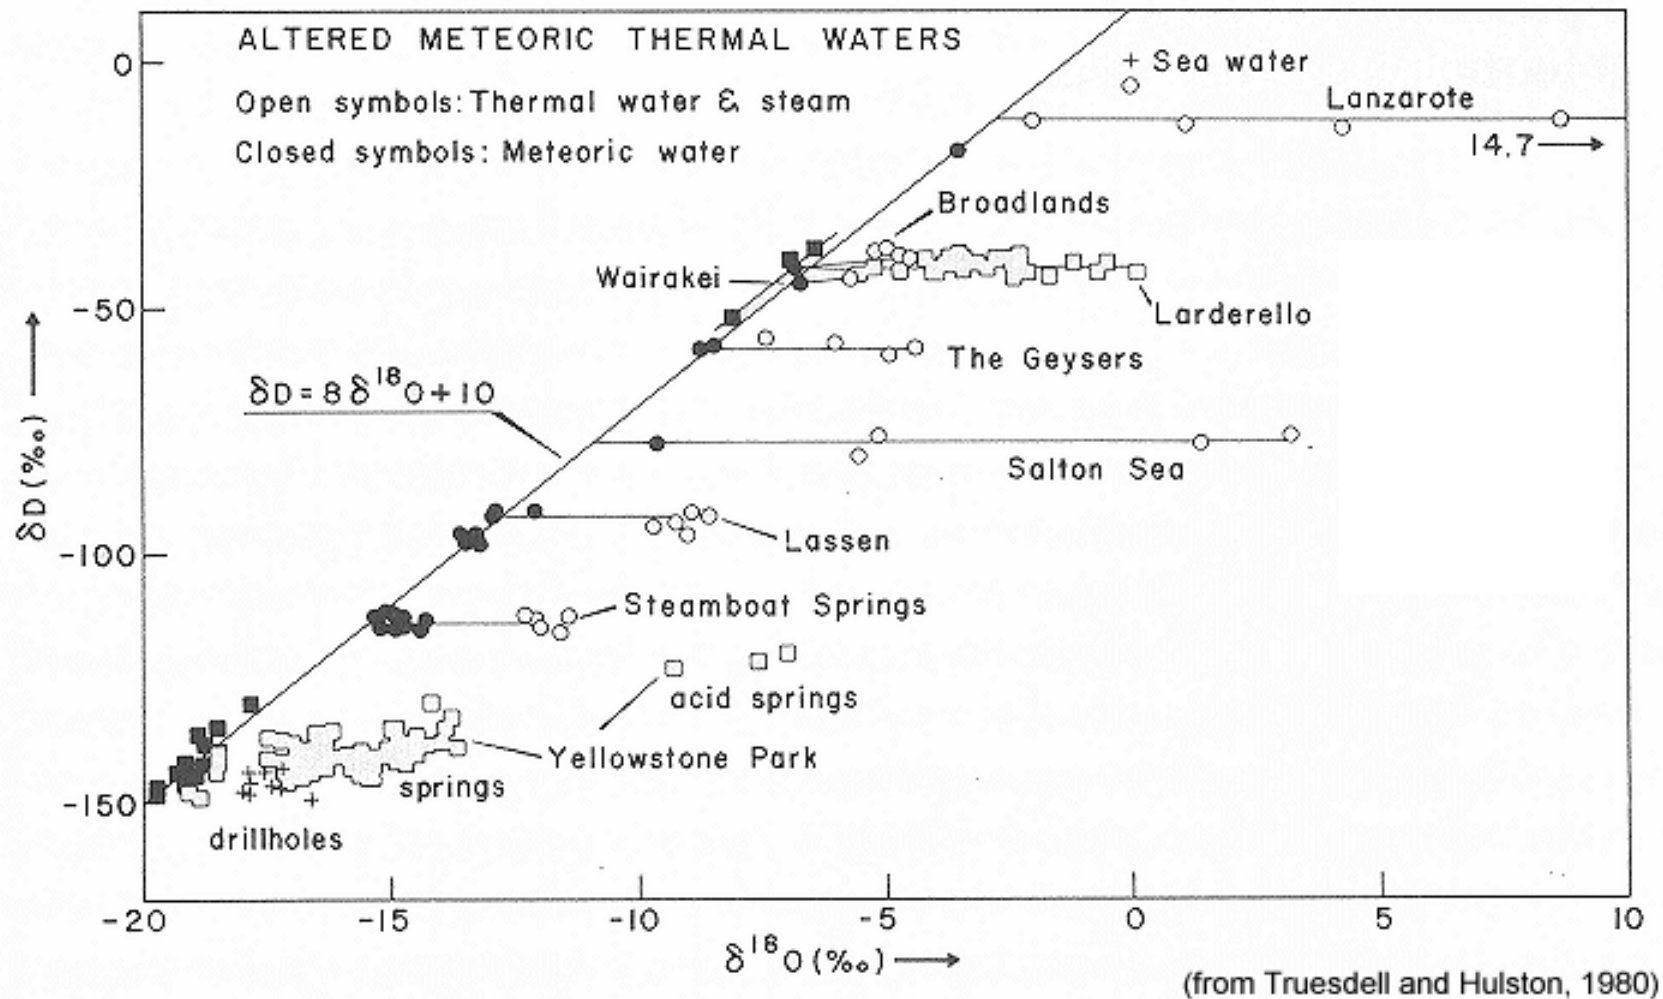 ALTERED METEORIC THERMAL WATERS
Open symbols: Thermal water & steam
Closed symbols: Meteoric water
0
-50
-100
-150
δD (‰)
+ Sea water
Lanzarote
14.7
Broadlands
Wairakei
Larderello
The Geysers
δD = 8 δ¹⁸O + 10
Salton Sea
Lassen
Steamboat Springs
acid springs
Yellowstone Park
springs
drillholes
-20 -15 -10 -5 0 5 10
δ¹⁸O (‰)
(from Truesdell and Hulston, 1980)